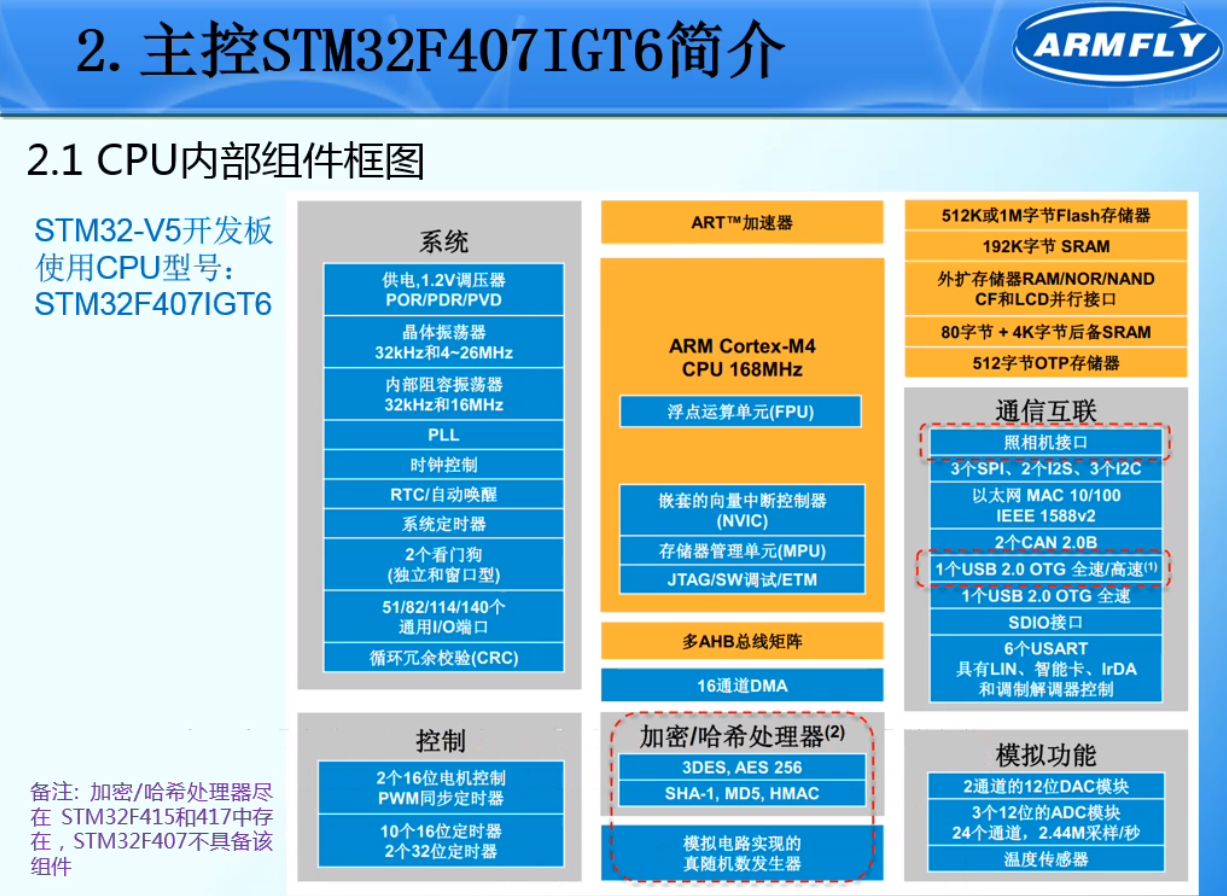 2. 主控STM32F407IGT6简介
ARMFLY
2.1 CPU内部组件框图
STM32-V5开发板
使用CPU型号：
STM32F407IGT6
系统
供电,1.2V调压器
POR/PDR/PVD
晶体振荡器
32kHz和4~26MHz
内部阻容振荡器
32kHz和16MHz
PLL
时钟控制
RTC/自动唤醒
系统定时器
2个看门狗
(独立和窗口型)
51/82/114/140个
通用I/O端口
循环冗余校验(CRC)
控制
2个16位电机控制
PWM同步定时器
10个16位定时器
2个32位定时器
ART™加速器
ARM Cortex-M4
CPU 168MHz
浮点运算单元(FPU)
嵌套的向量中断控制器
(NVIC)
存储器管理单元(MPU)
JTAG/SW调试/ETM
多AHB总线矩阵
16通道DMA
加密/哈希处理器(2)
3DES, AES 256
SHA-1, MD5, HMAC
模拟电路实现的
真随机数发生器
512K或1M字节Flash存储器
192K字节 SRAM
外扩存储器RAM/NOR/NAND
CF和LCD并行接口
80字节 + 4K字节后备SRAM
512字节OTP存储器
通信互联
照相机接口
3个SPI、2个I2S、3个I2C
以太网 MAC 10/100
IEEE 1588v2
2个CAN 2.0B
1个USB 2.0 OTG 全速/高速(1)
1个USB 2.0 OTG 全速
SDIO接口
6个USART
具有LIN、智能卡、IrDA
和调制解调器控制
模拟功能
2通道的12位DAC模块
3个12位的ADC模块
24个通道，2.44M采样/秒
温度传感器
备注: 加密/哈希处理器尽
在 STM32F415和417中存
在，STM32F407不具备该
组件